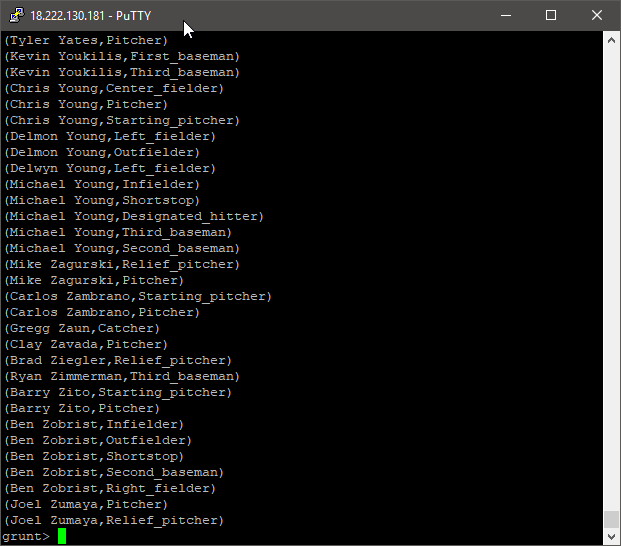 18.222.130.181 - PuTTY
(Tyler Yates,Pitcher)
(Kevin Youkilis,First_baseman)
(Kevin Youkilis,Third_baseman)
(Chris Young,Center_fielder)
(Chris Young,Pitcher)
(Chris Young,Starting_pitcher)
(Delmon Young,Left_fielder)
(Delmon Young,Outfielder)
(Delwyn Young,Left_fielder)
(Michael Young,Infielder)
(Michael Young,Shortstop)
(Michael Young,Designated_hitter)
(Michael Young,Third_baseman)
(Michael Young,Second_baseman)
(Mike Zagurski,Relief_pitcher)
(Mike Zagurski,Pitcher)
(Carlos Zambrano,Starting_pitcher)
(Carlos Zambrano,Pitcher)
(Gregg Zaun,Catcher)
(Clay Zavada,Pitcher)
(Brad Ziegler,Relief_pitcher)
(Ryan Zimmerman,Third_baseman)
(Barry Zito,Starting_pitcher)
(Barry Zito,Pitcher)
(Ben Zobrist,Infielder)
(Ben Zobrist,Outfielder)
(Ben Zobrist,Shortstop)
(Ben Zobrist,Second_baseman)
(Ben Zobrist,Right_fielder)
(Joel Zumaya,Pitcher)
(Joel Zumaya,Relief_pitcher)
grunt>